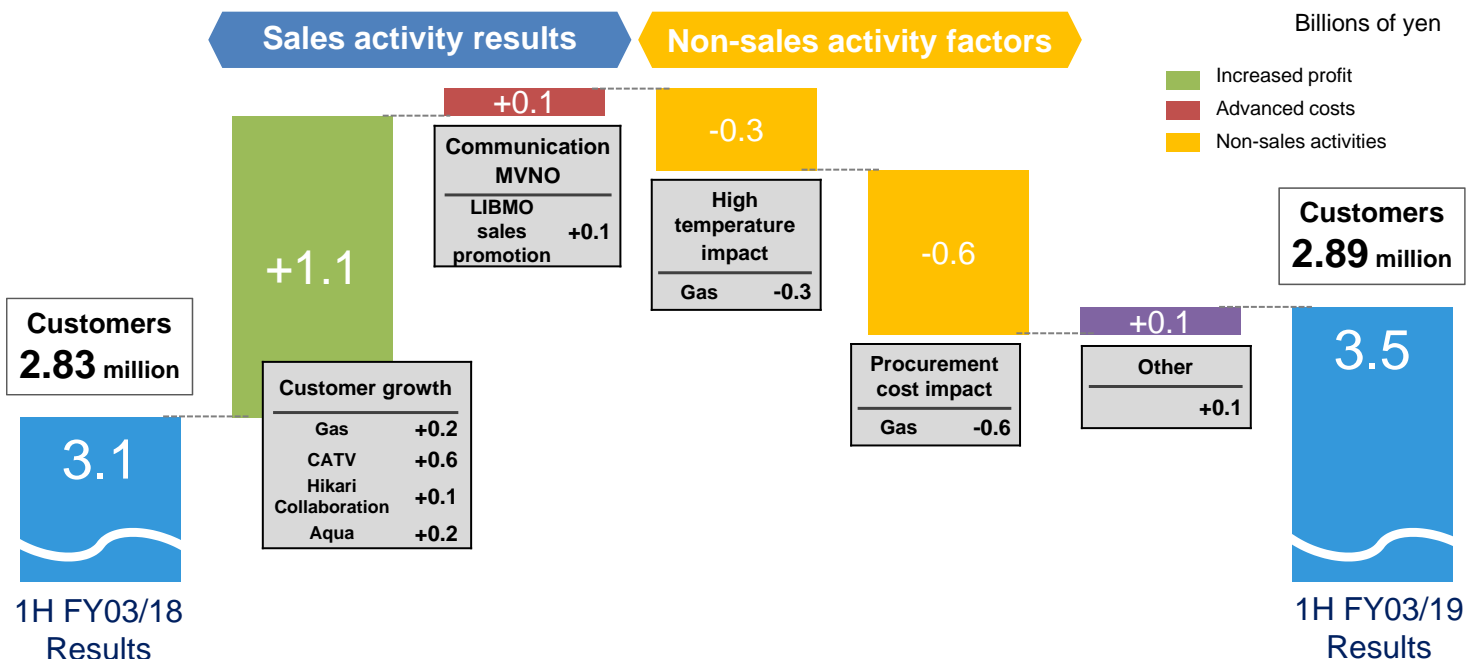 Sales activity results
Non-sales activity factors
Billions of yen
Increased profit
Advanced costs
Non-sales activities
Customers
2.83 million
3.1
1H FY03/18
Results
+1.1
Customer growth
Gas +0.2
CATV +0.6
Hikari
Collaboration +0.1
Aqua +0.2
+0.1
Communication
MVNO
LIBMO
sales +0.1
promotion
-0.3
High
temperature
impact
Gas -0.3
-0.6
Procurement
cost impact
Gas -0.6
+0.1
Other
+0.1
Customers
2.89 million
3.5
1H FY03/19
Results